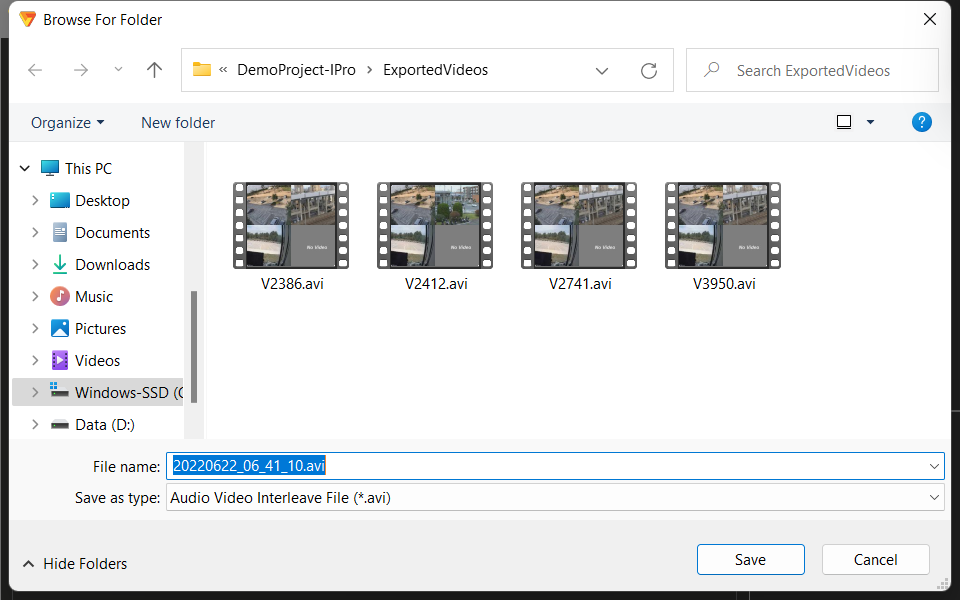 Browse For Folder
« DemoProject-IPro > ExportedVideos
Search ExportedVideos
Organize
New folder
?
This PC
Desktop
Documents
Downloads
Music
Pictures
Videos
Windows-SSD (C
Data (D:)
No Video
No Video
No Video
No Video
V2386.avi
V2412.avi
V2741.avi
V3950.avi
File name: 20220622_06_41_10.avi
Save as type: Audio Video Interleave File (*.avi)
Hide Folders
Save
Cancel